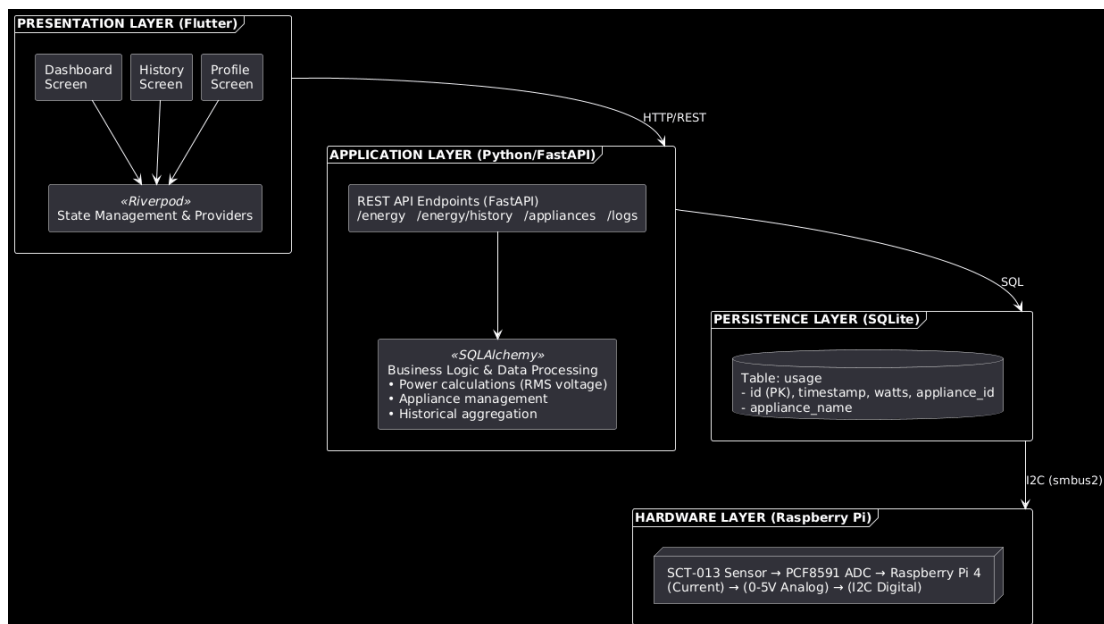 PRESENTATION LAYER (Flutter)
Dashboard
Screen
History
Screen
Profile
Screen
«Riverpod»
State Management & Providers
HTTP/REST
APPLICATION LAYER (Python/FastAPI)
REST API Endpoints (FastAPI)
/energy /energy/history /appliances /logs
«SQLAlchemy»
Business Logic & Data Processing
• Power calculations (RMS voltage)
• Appliance management
• Historical aggregation
SQL
PERSISTENCE LAYER (SQLite)
Table: usage
- id (PK), timestamp, watts, appliance_id
- appliance_name
I2C (smbus2)
HARDWARE LAYER (Raspberry Pi)
SCT-013 Sensor → PCF8591 ADC → Raspberry Pi 4
(Current) → (0-5V Analog) → (I2C Digital)